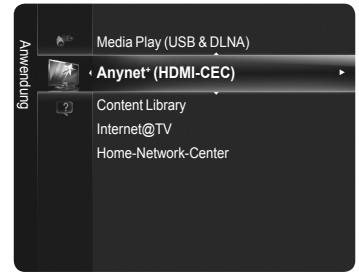 Anwendung
Media Play (USB & DLNA)
Anynet⁺ (HDMI-CEC)
Content Library
Internet@TV
Home-Network-Center